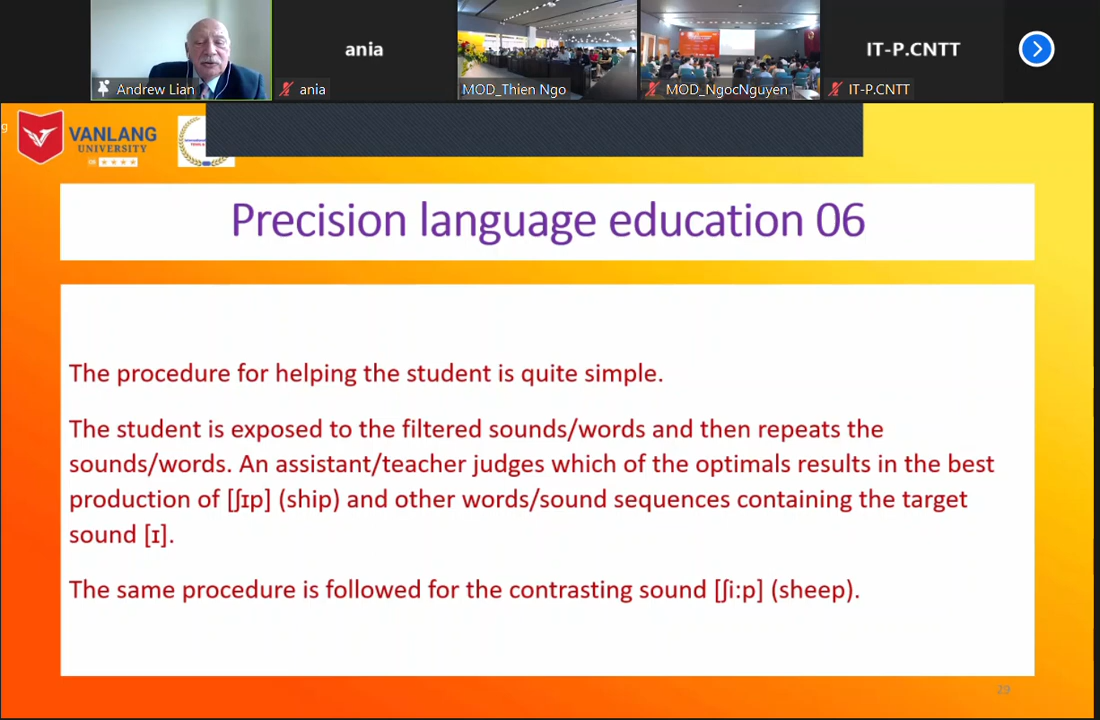 Andrew Lian
ania
ania
MOD_Thien Ngo
MOD_NgocNguyen
IT-P.CNTT
IT-P.CNTT
VANLANG
UNIVERSITY
Precision language education 06
The procedure for helping the student is quite simple.
The student is exposed to the filtered sounds/words and then repeats the
sounds/words. An assistant/teacher judges which of the optimals results in the best
production of [ʃɪp] (ship) and other words/sound sequences containing the target
sound [ɪ].
The same procedure is followed for the contrasting sound [ʃi:p] (sheep).
29